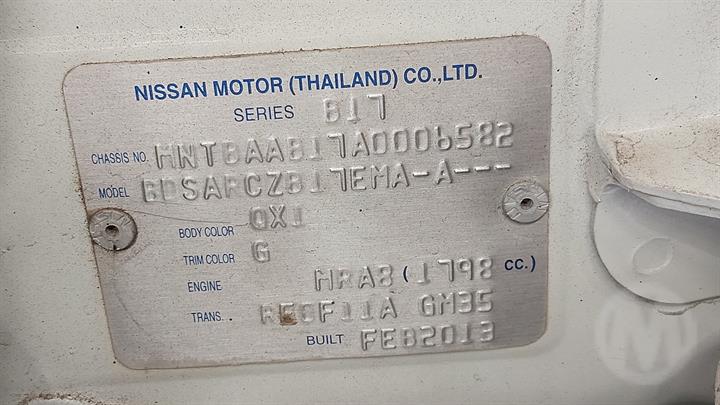 NISSAN MOTOR (THAILAND) CO.,LTD.
SERIES B17
CHASSIS NO. MNTBAAB17A0006582
MODEL BDSARCZB17EMA-A---
BODY COLOR QX1
TRIM COLOR G
ENGINE MRA8 (1798 CC.)
TRANS. RE0F11A GM35
BUILT FEB2013
M